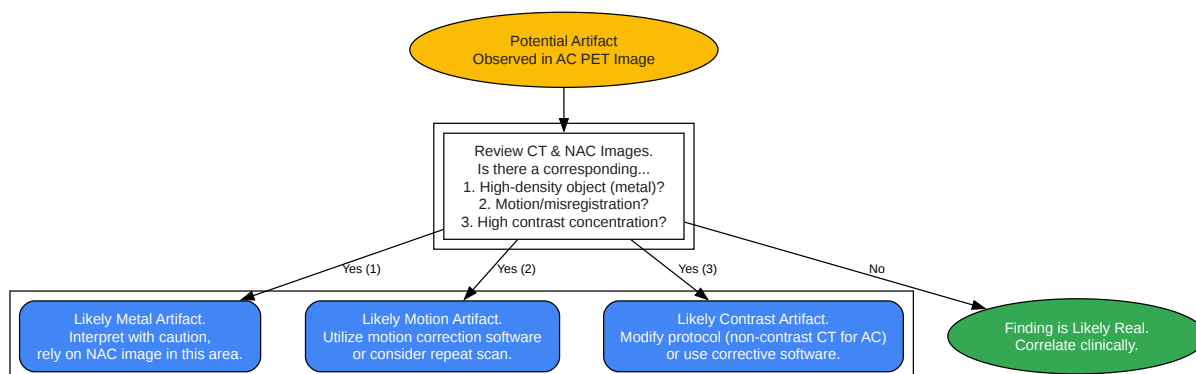 Potential Artifact
Observed in AC PET Image
Review CT & NAC Images.
Is there a corresponding...
1. High-density object (metal)?
2. Motion/misregistration?
3. High contrast concentration?
Yes (1)
Yes (2)
Yes (3)
No
Likely Metal Artifact.
Interpret with caution,
rely on NAC image in this area.
Likely Motion Artifact.
Utilize motion correction software
or consider repeat scan.
Likely Contrast Artifact.
Modify protocol (non-contrast CT for AC)
or use corrective software.
Finding is Likely Real.
Correlate clinically.